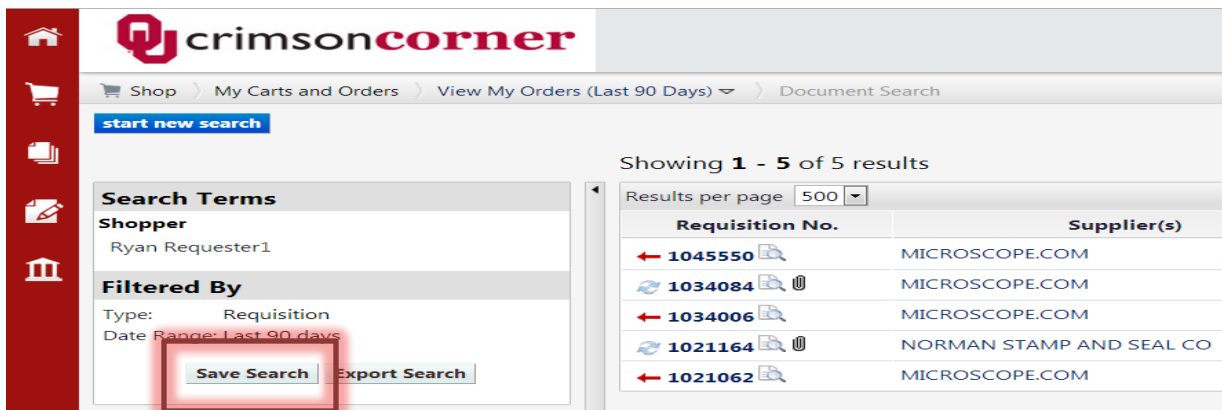 crimsoncorner
Shop My Carts and Orders View My Orders (Last 90 Days) Document Search
start new search
Showing 1 - 5 of 5 results
Search Terms
Shopper
Ryan Requester1
Filtered By
Type: Requisition
Date Range: Last 90 days
Save Search Export Search
Results per page 500
Requisition No. Supplier(s)
1045550 MICROSCOPE.COM
1034084 MICROSCOPE.COM
1034006 MICROSCOPE.COM
1021164 NORMAN STAMP AND SEAL CO
1021062 MICROSCOPE.COM